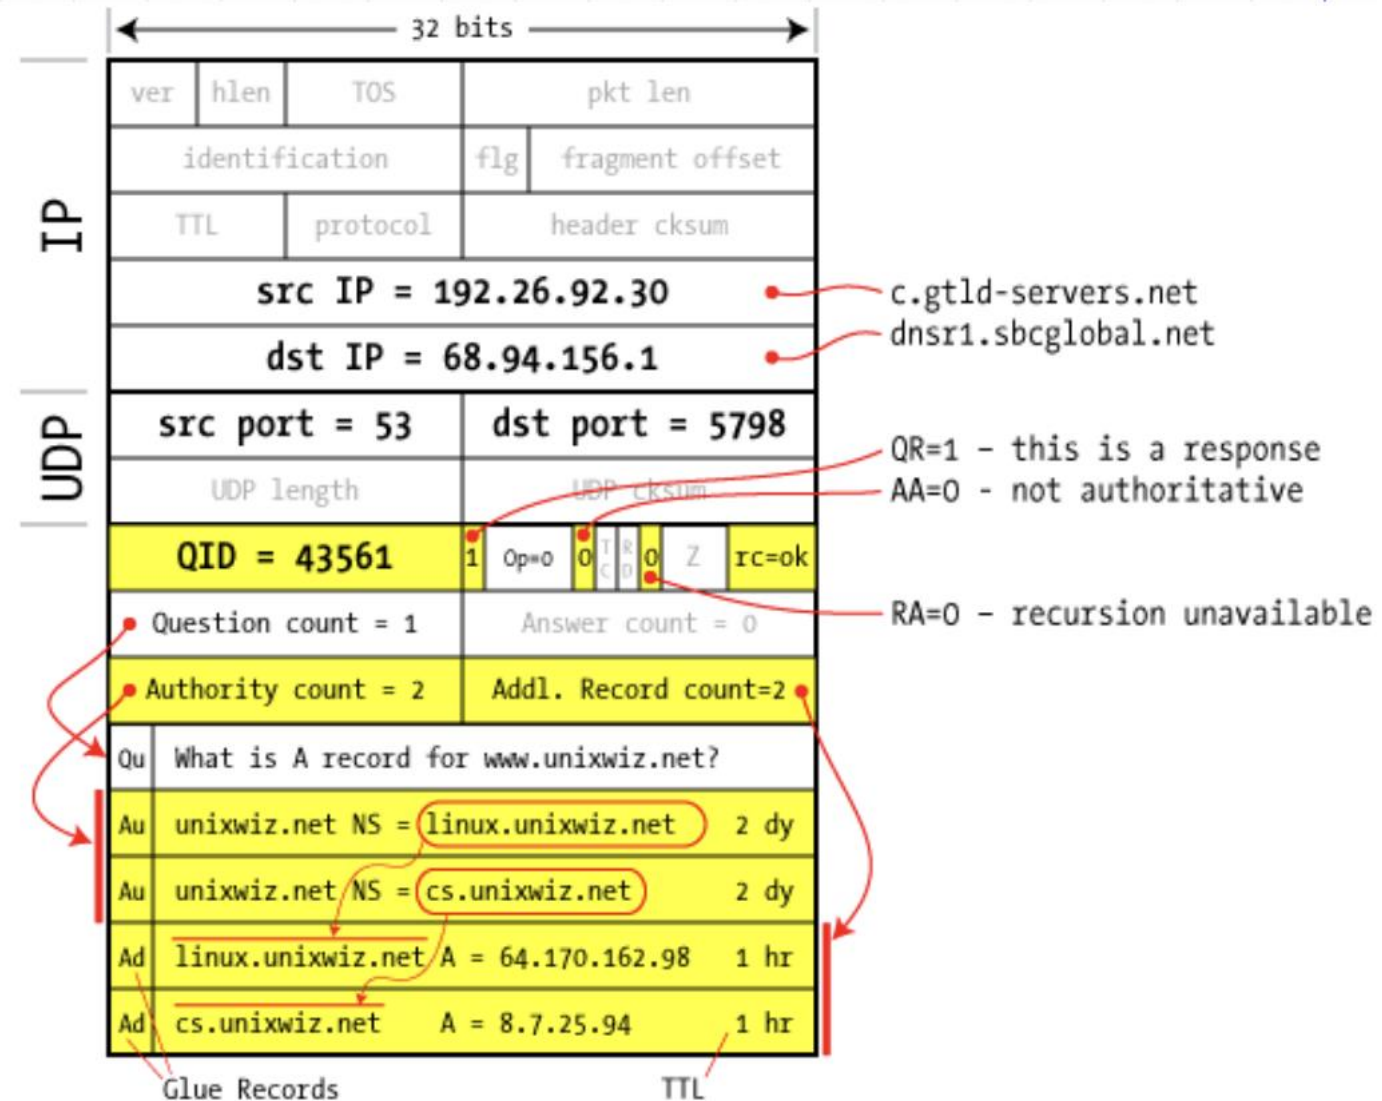 32 bits
ver hlen TOS pkt len
identification flg fragment offset
TTL protocol header cksum
IP
src IP = 192.26.92.30 c.gtld-servers.net
dst IP = 68.94.156.1 dnsr1.sbcglobal.net
UDP
src port = 53 dst port = 5798
QR=1 – this is a response
UDP length UDP cksum AA=0 - not authoritative
QID = 43561 1 Op=0 0 TC RD 0 Z rc=ok
Question count = 1 Answer count = 0 RA=0 – recursion unavailable
Authority count = 2 Addl. Record count=2
Qu What is A record for www.unixwiz.net?
Au unixwiz.net NS = linux.unixwiz.net 2 dy
Au unixwiz.net NS = cs.unixwiz.net 2 dy
Ad linux.unixwiz.net A = 64.170.162.98 1 hr
Ad cs.unixwiz.net A = 8.7.25.94 1 hr
Glue Records TTL